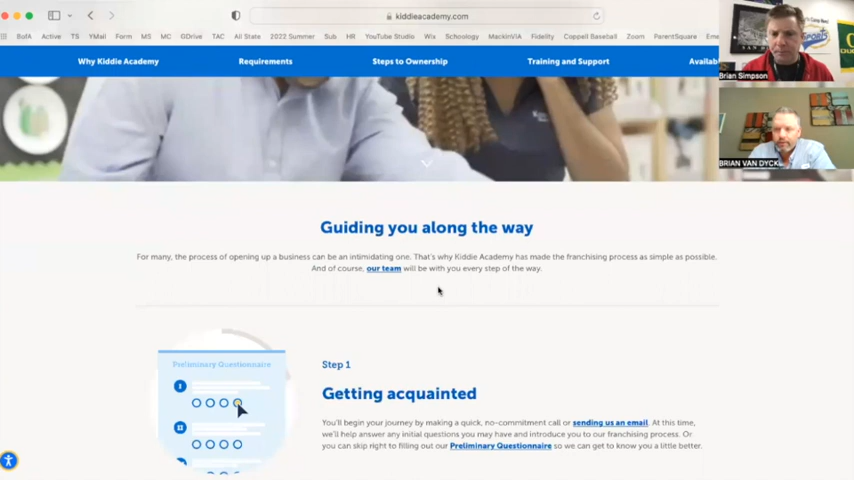 kiddieacademy.com
BofA Active TS YMail Form MS MC GDrive TAC All State 2022 Summer Sub HR YouTube Studio Wix Schoology MackinVIA Fidelity Coppell Baseball Zoom ParentSquare Eme
Why Kiddie Academy Requirements Steps to Ownership Training and Support Availab
Brian Simpson
BRIAN VAN DYCK
Guiding you along the way
For many, the process of opening up a business can be an intimidating one. That's why Kiddie Academy has made the franchising process as simple as possible.
And of course, our team will be with you every step of the way.
Preliminary Questionnaire
I
II
Step 1
Getting acquainted
You'll begin your journey by making a quick, no-commitment call or sending us an email. At this time,
we'll help answer any initial questions you may have and introduce you to our franchising process. Or
you can skip right to filling out our Preliminary Questionnaire so we can get to know you a little better.